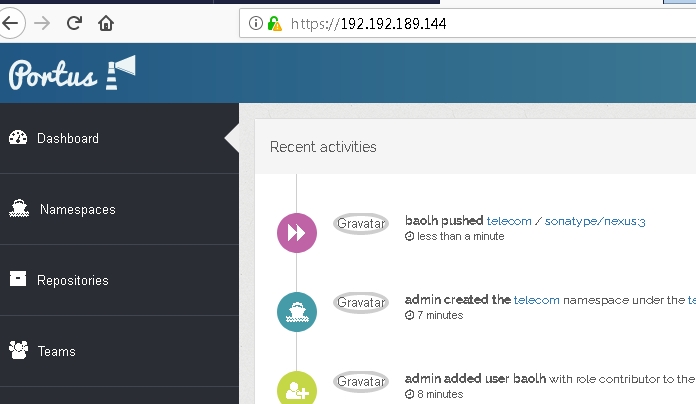 https://192.192.189.144
Portus
Dashboard
Namespaces
Repositories
Teams
Recent activities
Gravatar
baolh pushed telecom / sonatype/nexus:3
less than a minute
Gravatar
admin created the telecom namespace under the te
7 minutes
Gravatar
admin added user baolh with role contributor to the
8 minutes